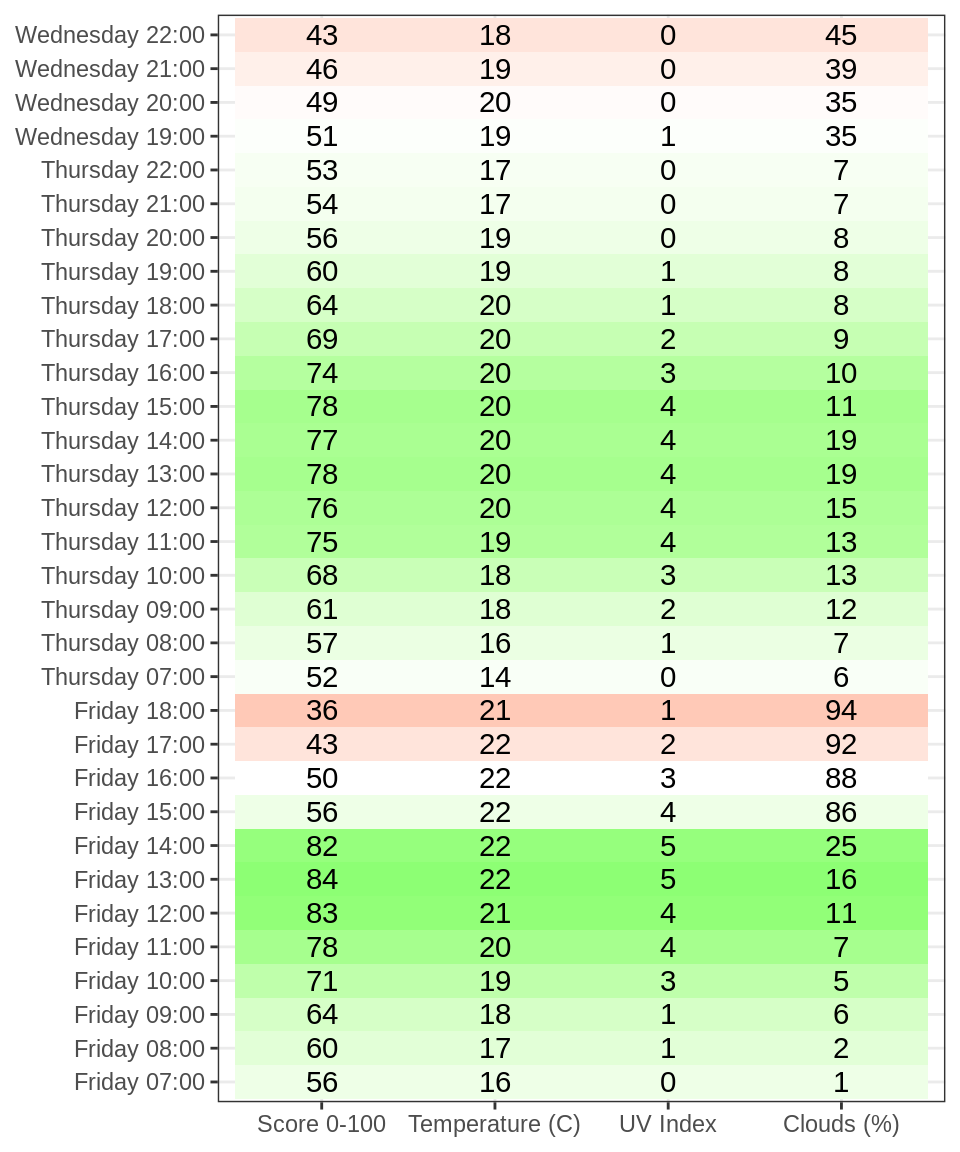 Wednesday 22:00 43 18 0 45
Wednesday 21:00 46 19 0 39
Wednesday 20:00 49 20 0 35
Wednesday 19:00 51 19 1 35
Thursday 22:00 53 17 0 7
Thursday 21:00 54 17 0 7
Thursday 20:00 56 19 0 8
Thursday 19:00 60 19 1 8
Thursday 18:00 64 20 1 8
Thursday 17:00 69 20 2 9
Thursday 16:00 74 20 3 10
Thursday 15:00 78 20 4 11
Thursday 14:00 77 20 4 19
Thursday 13:00 78 20 4 19
Thursday 12:00 76 20 4 15
Thursday 11:00 75 19 4 13
Thursday 10:00 68 18 3 13
Thursday 09:00 61 18 2 12
Thursday 08:00 57 16 1 7
Thursday 07:00 52 14 0 6
Friday 18:00 36 21 1 94
Friday 17:00 43 22 2 92
Friday 16:00 50 22 3 88
Friday 15:00 56 22 4 86
Friday 14:00 82 22 5 25
Friday 13:00 84 22 5 16
Friday 12:00 83 21 4 11
Friday 11:00 78 20 4 7
Friday 10:00 71 19 3 5
Friday 09:00 64 18 1 6
Friday 08:00 60 17 1 2
Friday 07:00 56 16 0 1
Score 0-100 Temperature (C) UV Index Clouds (%)